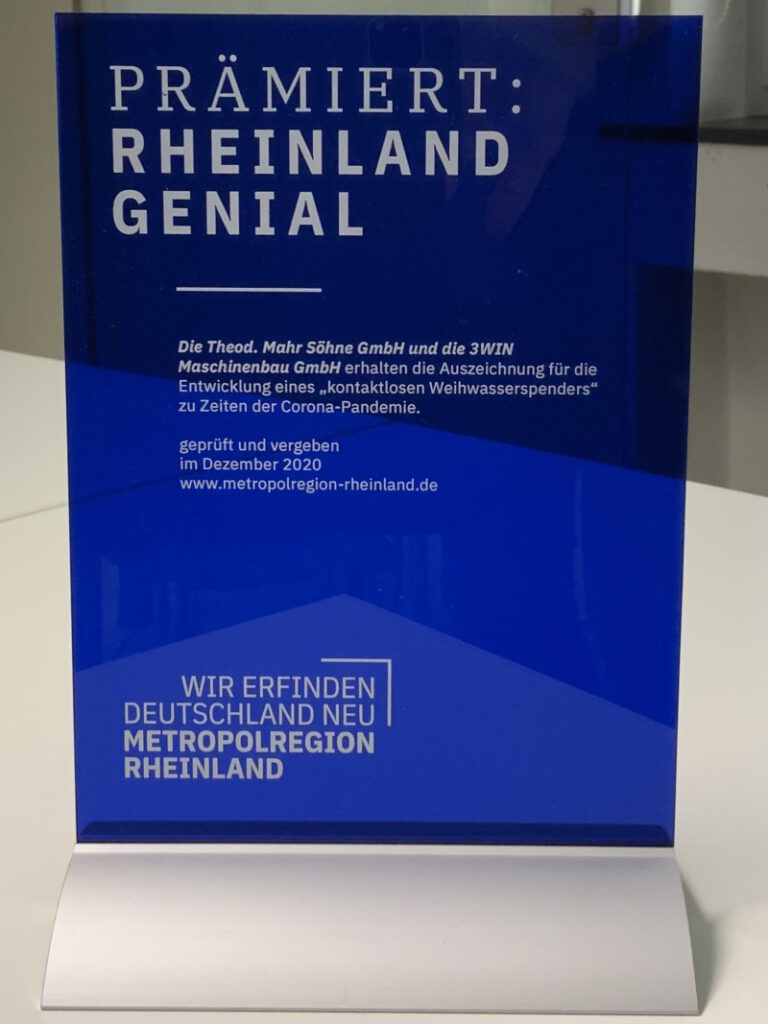 PRÄMIERT:
RHEINLAND
GENIAL
Die Theod. Mahr Söhne GmbH und die 3WIN
Maschinenbau GmbH erhalten die Auszeichnung für die
Entwicklung eines „kontaktlosen Weihwasserspenders“
zu Zeiten der Corona-Pandemie.
geprüft und vergeben
im Dezember 2020
www.metropolregion-rheinland.de
WIR ERFINDEN
DEUTSCHLAND NEU
METROPOLREGION
RHEINLAND